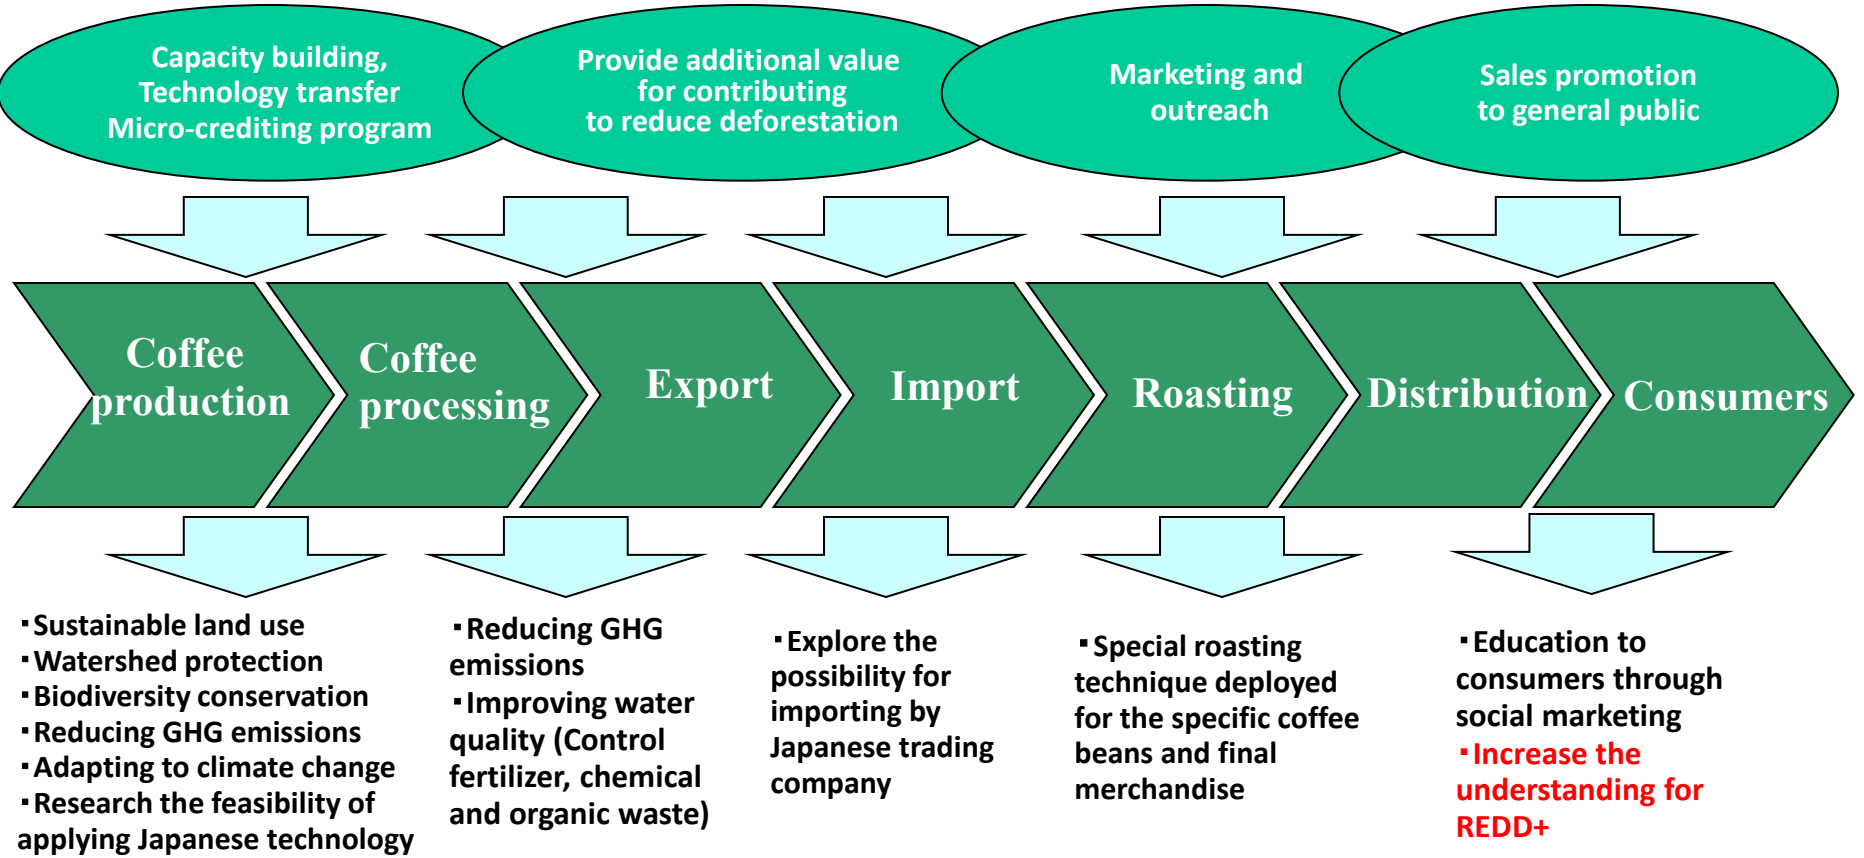 Capacity building,
Technology transfer
Micro-crediting program
Provide additional value
for contributing
to reduce deforestation
Marketing and
outreach
Sales promotion
to general public
Coffee
production
Coffee
processing
Export
Import
Roasting
Distribution
Consumers
・Sustainable land use
・Watershed protection
・Biodiversity conservation
・Reducing GHG emissions
・Adapting to climate change
・Research the feasibility of
applying Japanese technology
・Reducing GHG
emissions
・Improving water
quality (Control
fertilizer, chemical
and organic waste)
・Explore the
possibility for
importing by
Japanese trading
company
・Special roasting
technique deployed
for the specific coffee
beans and final
merchandise
・Education to
consumers through
social marketing
・Increase the
understanding for
REDD+